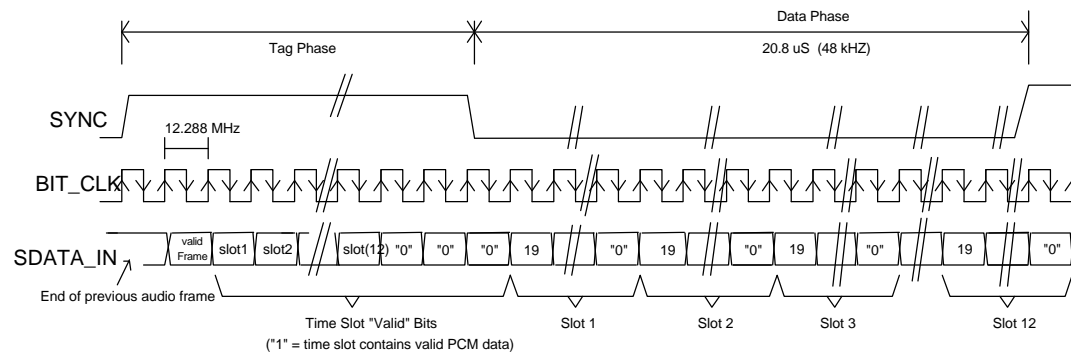 Data Phase
Tag Phase
20.8 uS (48 kHZ)
SYNC
12.288 MHz
BIT_CLK
SDATA_IN
valid
Frame
slot1 slot2 slot(12) "0" "0" "0" 19 "0" 19 "0" 19 "0" 19 "0"
End of previous audio frame
Time Slot "Valid" Bits
("1" = time slot contains valid PCM data)
Slot 1
Slot 2
Slot 3
Slot 12